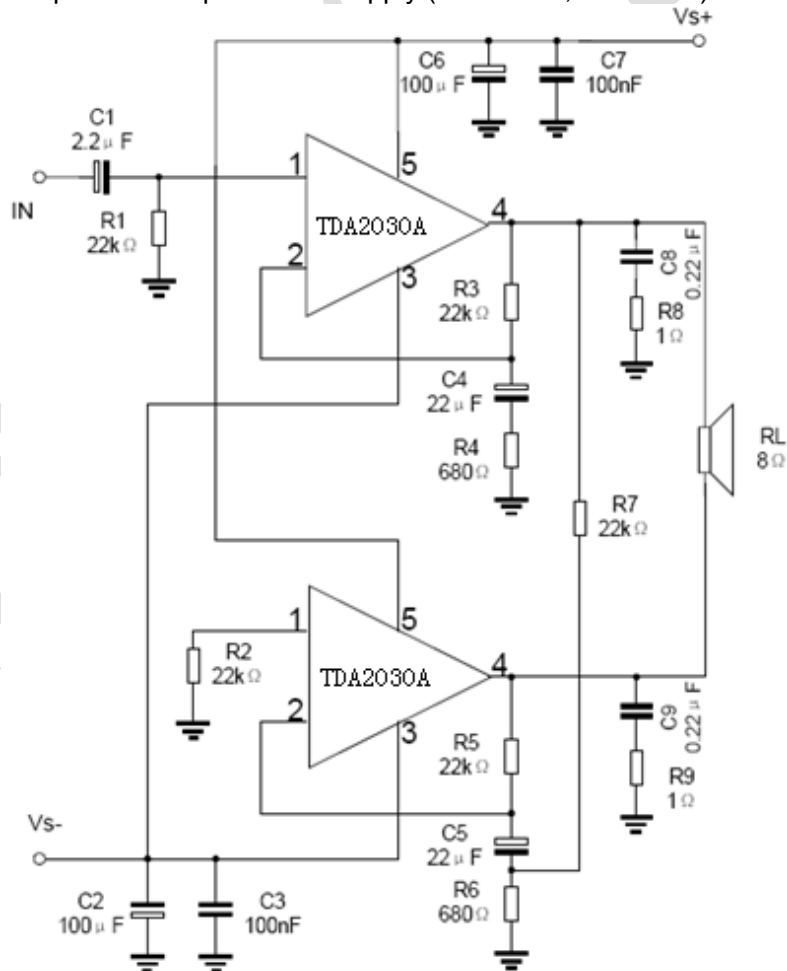 Vs+
C6
100μF
C7
100nF
C1
2.2μF
IN
R1
22kΩ
1
5
TDA2030A
4
2
3
R3
22kΩ
C8
0.22μF
R8
1Ω
C4
22μF
R4
680Ω
RL
8Ω
R7
22kΩ
1
5
R2
22kΩ
TDA2030A
4
2
3
R5
22kΩ
C9
0.22μF
R9
1Ω
Vs-
C5
22μF
C2
100μF
C3
100nF
R6
680Ω